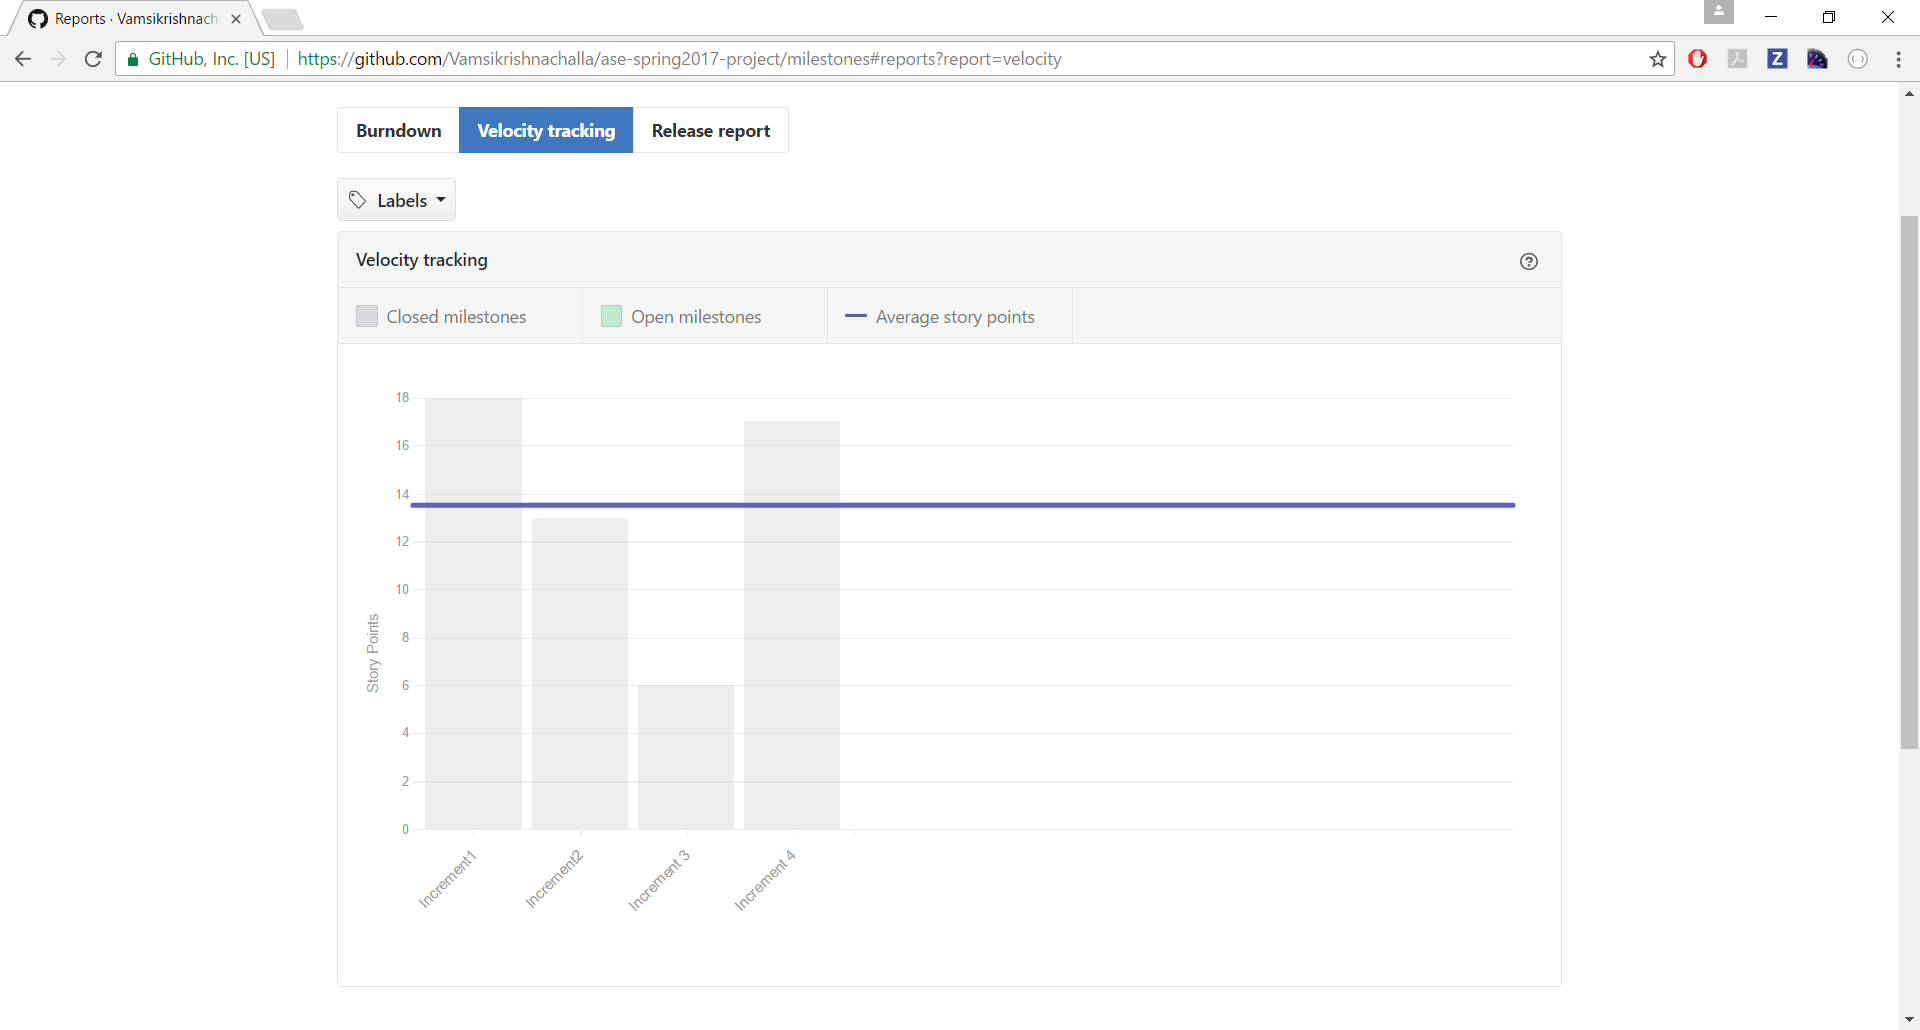 Reports · Vamsikrishnach
GitHub, Inc. [US] https://github.com/Vamsikrishnachalla/ase-spring2017-project/milestones#reports?report=velocity
Z
Burndown Velocity tracking Release report
Labels
Velocity tracking
Closed milestones Open milestones Average story points
18
16
14
12
10
8
6
4
2
0
Story Points
Increment1 Increment2 Increment 3 Increment 4